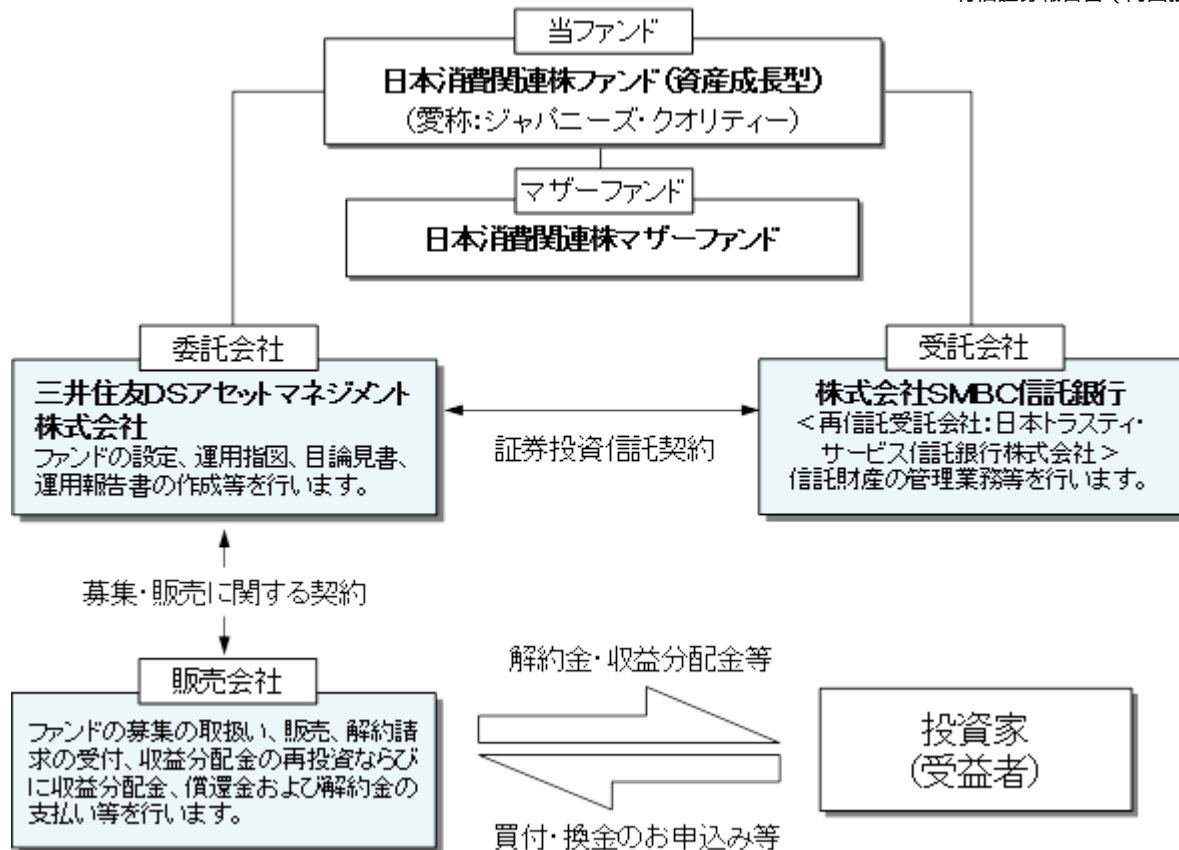 当ファンド
日本消費関連株ファンド(資産成長型)
(愛称:ジャパニーズ・クオリティー)
マザーファンド
日本消費関連株マザーファンド
委託会社
三井住友DSアセットマネジメント
株式会社
ファンドの設定、運用指図、目論見書、
運用報告書の作成等を行います。
証券投資信託契約
受託会社
株式会社SMBC信託銀行
<再信託受託会社:日本トラスティ・
サービス信託銀行株式会社>
信託財産の管理業務等を行います。
募集・販売に関する契約
販売会社
ファンドの募集の取扱い、販売、解約請
求の受付、収益分配金の再投資ならび
に収益分配金、償還金および解約金の
支払い等を行います。
解約金・収益分配金等
買付・換金のお申込み等
投資家
(受益者)